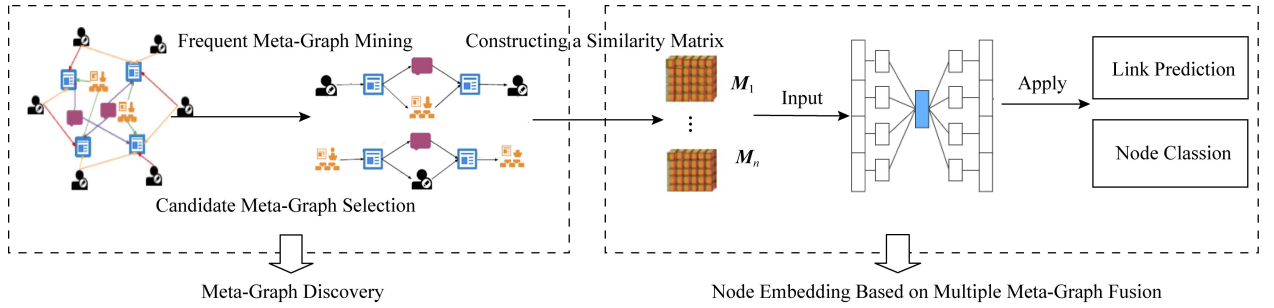 Frequent Meta-Graph Mining
Constructing a Similarity Matrix
M1
Input
Apply
Link Prediction
Mn
Node Classion
Candidate Meta-Graph Selection
Meta-Graph Discovery
Node Embedding Based on Multiple Meta-Graph Fusion